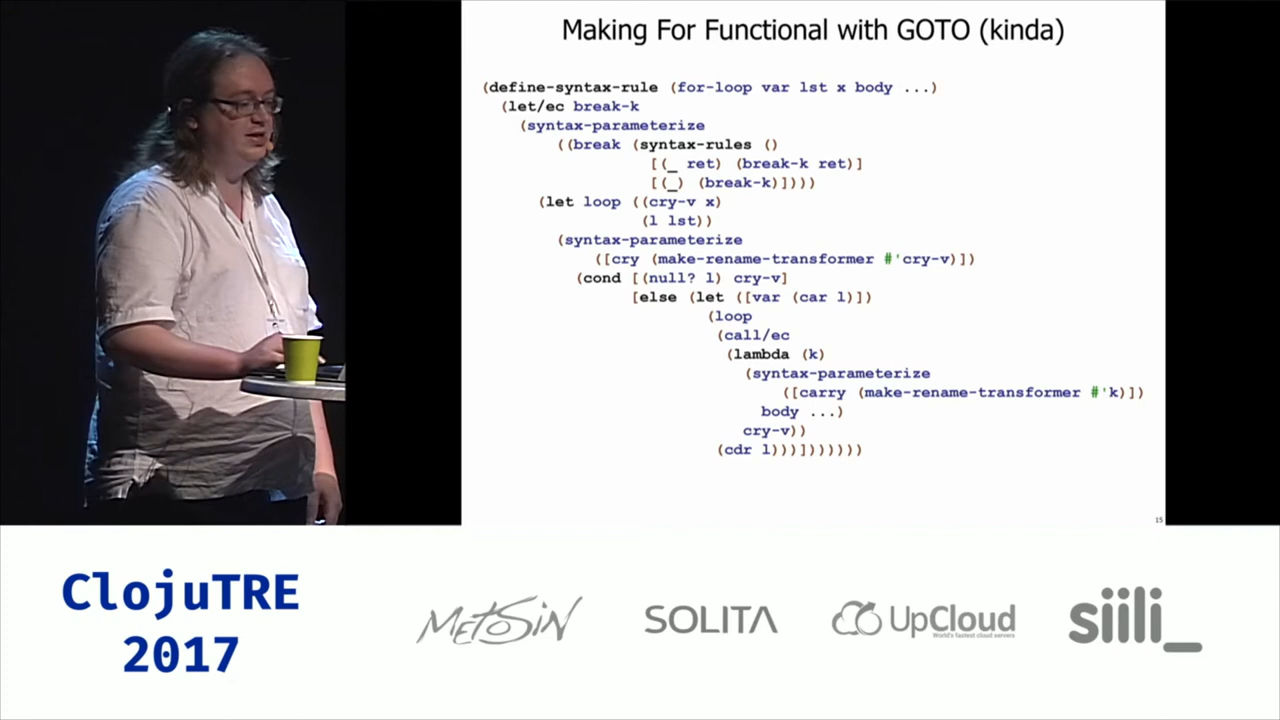 Making For Functional with GOTO (kinda)
(define-syntax-rule (for-loop var lst x body ...)
(let/ec break-k
(syntax-parameterize
((break (syntax-rules ()
[(_ ret) (break-k ret)]
[(_) (break-k)])))
(let loop ((cry-v x)
(l lst))
(syntax-parameterize
([cry (make-rename-transformer #'cry-v)])
(cond [(null? l) cry-v]
[else (let ([var (car l)])
(loop
(call/ec
(lambda (k)
(syntax-parameterize
([carry (make-rename-transformer #'k)])
body ...)
cry-v))
(cdr l)))]))))))
15
ClojuTRE
2017
METOSIN
SOLITA
UpCloud
World's fastest cloud servers
siili_